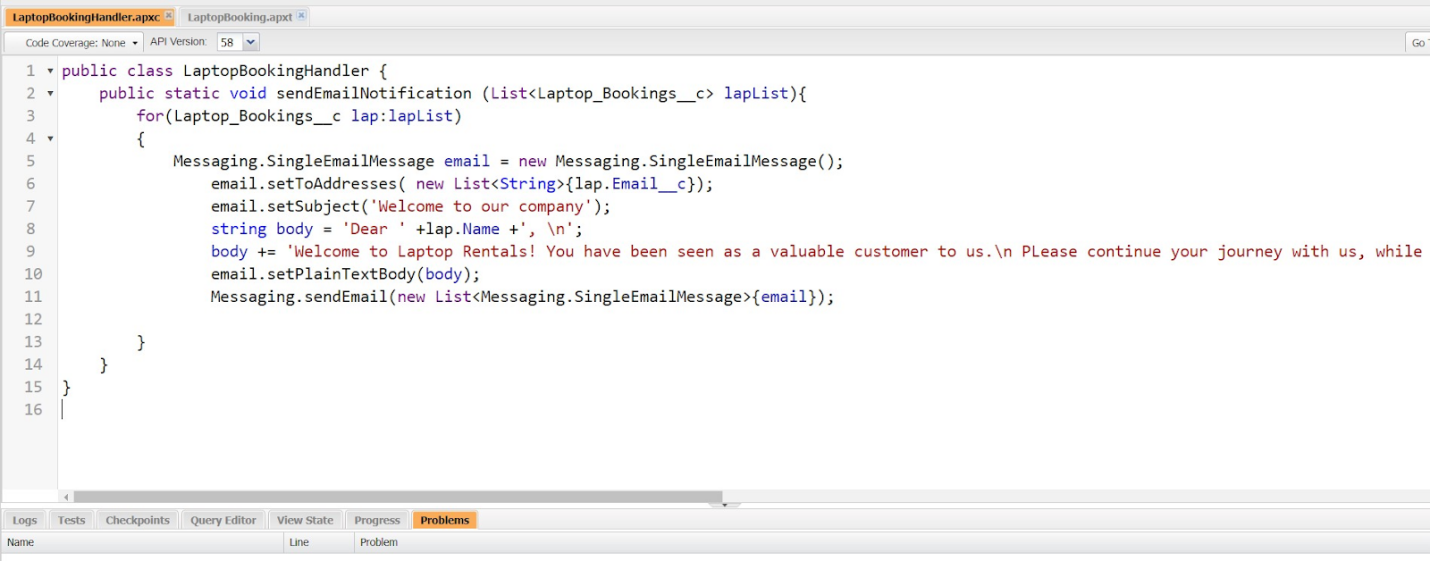 LaptopBookingHandler.apxc LaptopBooking.apxt
Code Coverage: None API Version: 58 Go
1 public class LaptopBookingHandler {
2 public static void sendEmailNotification (List<Laptop_Bookings__c> lapList){
3 for(Laptop_Bookings__c lap:lapList)
4 {
5 Messaging.SingleEmailMessage email = new Messaging.SingleEmailMessage();
6 email.setToAddresses( new List<String>{lap.Email__c});
7 email.setSubject('Welcome to our company');
8 string body = 'Dear ' +lap.Name +', \n';
9 body += 'Welcome to Laptop Rentals! You have been seen as a valuable customer to us.\n PLease continue your journey with us, while
10 email.setPlainTextBody(body);
11 Messaging.sendEmail(new List<Messaging.SingleEmailMessage>{email});
12
13 }
14 }
15 }
16
Logs Tests Checkpoints Query Editor View State Progress Problems
Name Line Problem